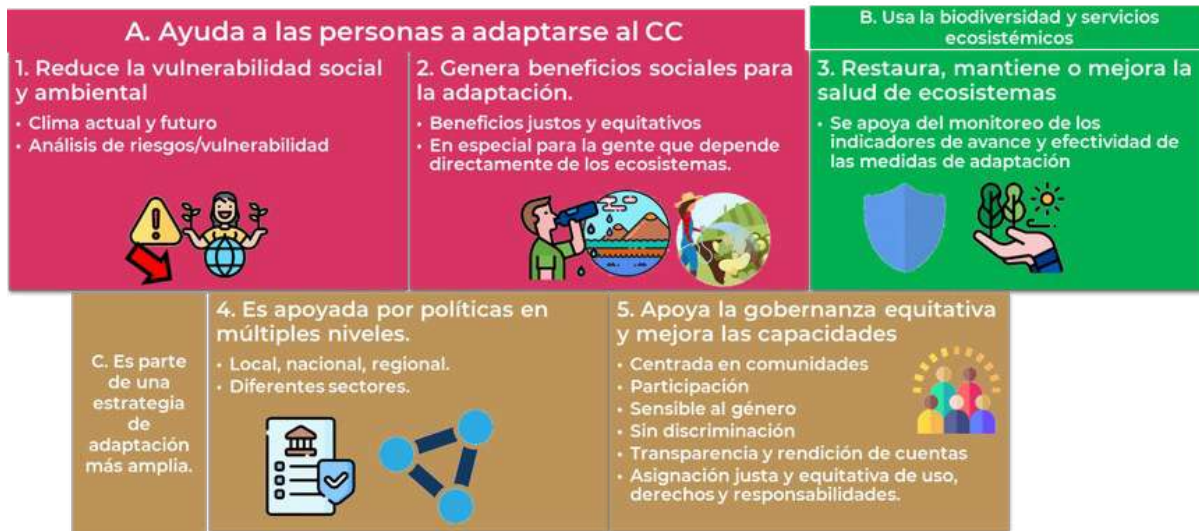 A. Ayuda a las personas a adaptarse al CC
B. Usa la biodiversidad y servicios
ecosistémicos
1. Reduce la vulnerabilidad social
y ambiental
• Clima actual y futuro
• Análisis de riesgos/vulnerabilidad
2. Genera beneficios sociales para
la adaptación.
• Beneficios justos y equitativos
• En especial para la gente que depende
directamente de los ecosistemas.
3. Restaura, mantiene o mejora la
salud de ecosistemas
• Se apoya del monitoreo de los
indicadores de avance y efectividad de
las medidas de adaptación
C. Es parte
de una
estrategia
de
adaptación
más amplia.
4. Es apoyada por políticas en
múltiples niveles.
• Local, nacional, regional.
• Diferentes sectores.
5. Apoya la gobernanza equitativa
y mejora las capacidades
• Centrada en comunidades
• Participación
• Sensible al género
• Sin discriminación
• Transparencia y rendición de cuentas
• Asignación justa y equitativa de uso,
derechos y responsabilidades.